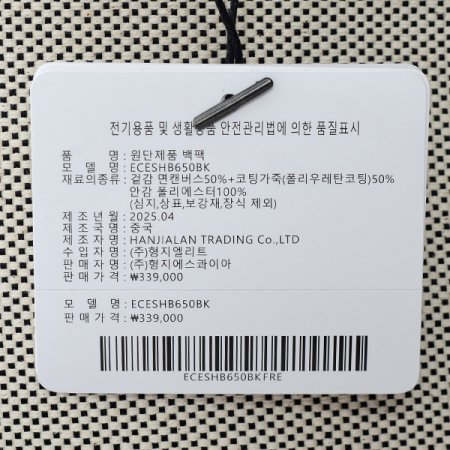 전기용품 및 생활용품 안전관리법에 의한 품질표시
품 명 : 원단제품 백팩
모 델 명 : ECESHB650BK
재료의종류 : 겉감 면캔버스50%+코팅가죽(폴리우레탄코팅)50%
안감 폴리에스터100%
(심지,상표,보강재,장식 제외)
제 조 년 월 : 2025.04
제 조 국 명 : 중국
제 조 자 명 : HANJIALAN TRADING Co.,LTD
수 입 자 명 : (주)형지엘리트
판 매 자 명 : (주)형지에스콰이아
판 매 가 격 : ₩339,000
모 델 명 : ECESHB650BK
판 매 가 격 : ₩339,000
ECESHB650BKFRE